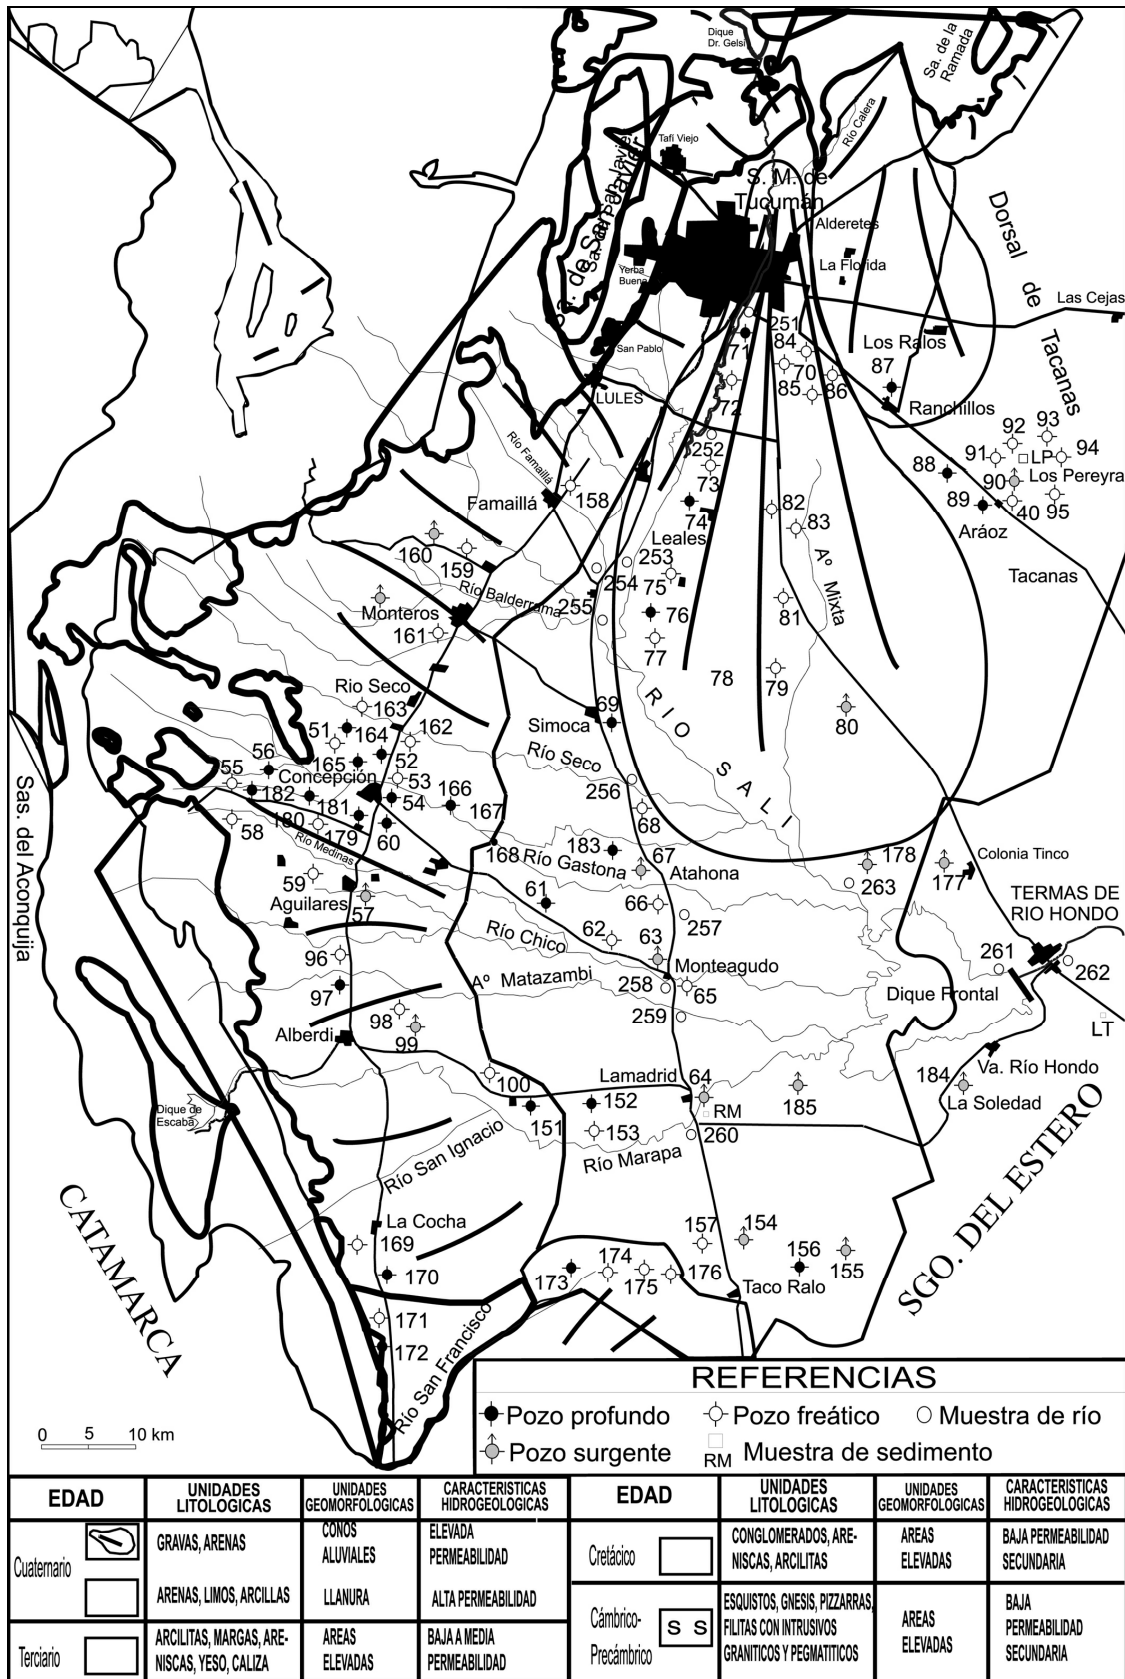 Dique
Dr. Gelsi
Sa. de la
Ramada
Río Calera
Tafí Viejo
Sa. de San Javier
Sa. de San Javier
S. M. de
Tucumán
Alderetes
La Florida
Yerba
Buena
Dorsal de Tacanas
Las Cejas
San Pablo
251
71
84
70
Los Ralos
87
LULES
72
85
86
Ranchillos
92
93
91
LP
94
88
90
Los Pereyra
89
40
95
Aráoz
Tacanas
Río Famaillá
252
73
Famaillá
158
74
Leales
82
83
Aº Mixta
160
159
253
254
75
Río Balderrama
255
76
81
Monteros
161
77
78
79
80
RIO SALI
Rio Seco
163
69
Simoca
51
164
162
Río Seco
56
165
52
55
Concepción
53
256
182
54
166
181
167
68
58
180
179
60
Río Medinas
168
183
67
178
Colonia Tinco
Río Gastona
Atahona
177
59
61
263
TERMAS DE
RIO HONDO
Aguilares
57
66
257
Río Chico
62
63
261
96
Monteagudo
262
Aº Matazambi
258
65
Dique Frontal
97
98
259
LT
Alberdi
99
Va. Río Hondo
100
Lamadrid
64
184
La Soledad
185
Dique de
Escaba
152
RM
151
153
260
Río San Ignacio
Río Marapa
Sas. del Aconquija
CATAMARCA
SGO. DEL ESTERO
La Cocha
157
154
169
156
155
170
173
174
175
176
Taco Ralo
171
172
Río San Francisco
0 5 10 km
REFERENCIAS
Pozo profundo
Pozo freático
Muestra de río
Pozo surgente
RM
Muestra de sedimento
EDAD
UNIDADES
LITOLOGICAS
UNIDADES
GEOMORFOLOGICAS
CARACTERISTICAS
HIDROGEOLOGICAS
Cuaternario
GRAVAS, ARENAS
CONOS
ALUVIALES
ELEVADA
PERMEABILIDAD
ARENAS, LIMOS, ARCILLAS
LLANURA
ALTA PERMEABILIDAD
Terciario
ARCILITAS, MARGAS, ARE-
NISCAS, YESO, CALIZA
AREAS
ELEVADAS
BAJA A MEDIA
PERMEABILIDAD
EDAD
UNIDADES
LITOLOGICAS
UNIDADES
GEOMORFOLOGICAS
CARACTERISTICAS
HIDROGEOLOGICAS
Cretácico
CONGLOMERADOS, ARE-
NISCAS, ARCILITAS
AREAS
ELEVADAS
BAJA PERMEABILIDAD
SECUNDARIA
Cámbrico-
Precámbrico
S S
ESQUISTOS, GNESIS, PIZZARRAS,
FILITAS CON INTRUSIVOS
GRANITICOS Y PEGMATITICOS
AREAS
ELEVADAS
BAJA
PERMEABILIDAD
SECUNDARIA